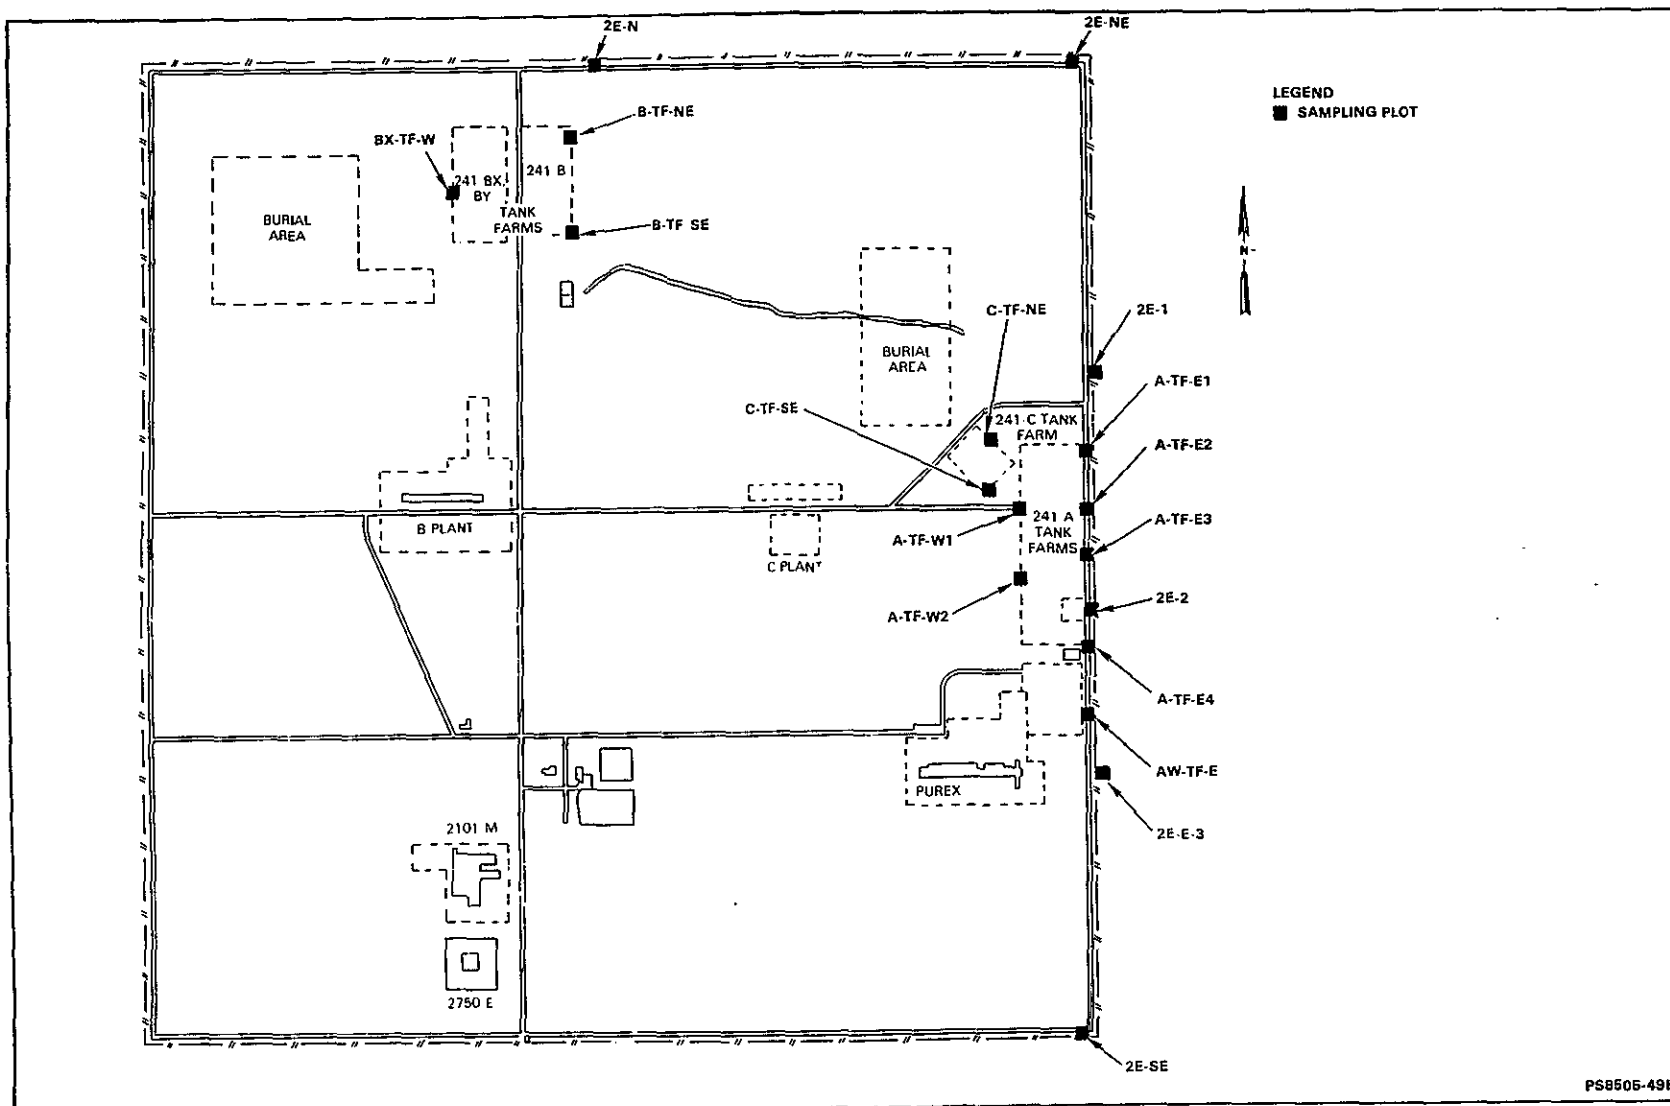 2E-N
2E-NE
LEGEND
SAMPLING PLOT
B-TF-NE
BX-TF-W
241 B
241 BX,
BY
TANK
FARMS
BURIAL
AREA
B-TF SE
N
C-TF-NE
2E-1
BURIAL
AREA
A-TF-E1
C-TF-SE
241-C TANK
FARM
A-TF-E2
241 A
TANK
FARMS
A-TF-E3
B PLANT
A-TF-W1
C PLANT
2E-2
A-TF-W2
A-TF-E4
AW-TF-E
PUREX
2E-E-3
2101 M
2750 E
2E-SE